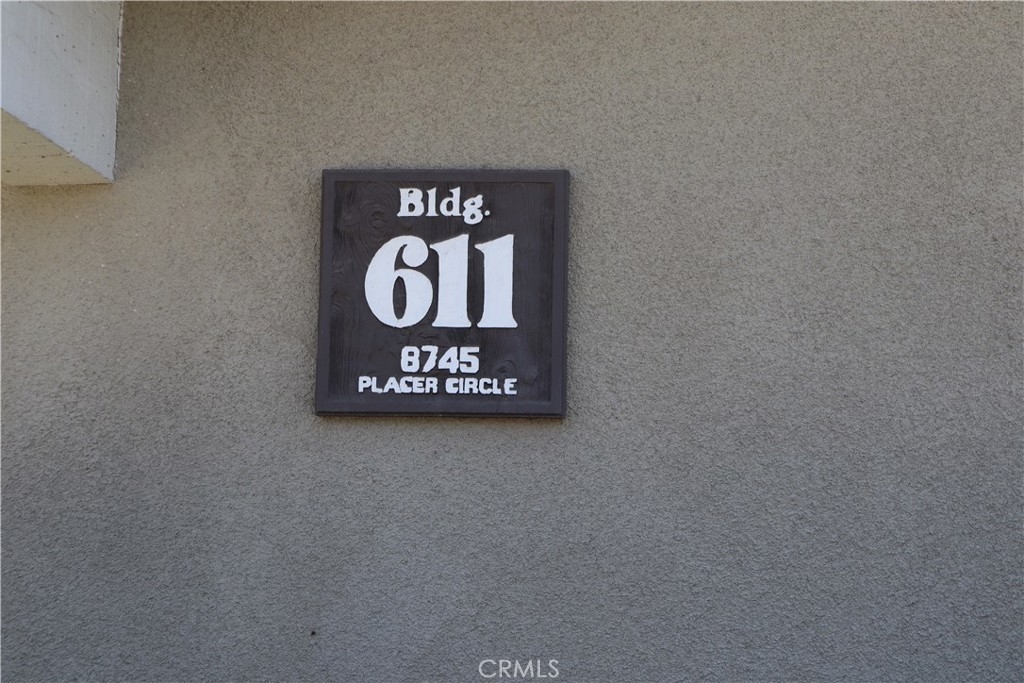 Bldg.
611
8745
PLACER CIRCLE
CRMLS